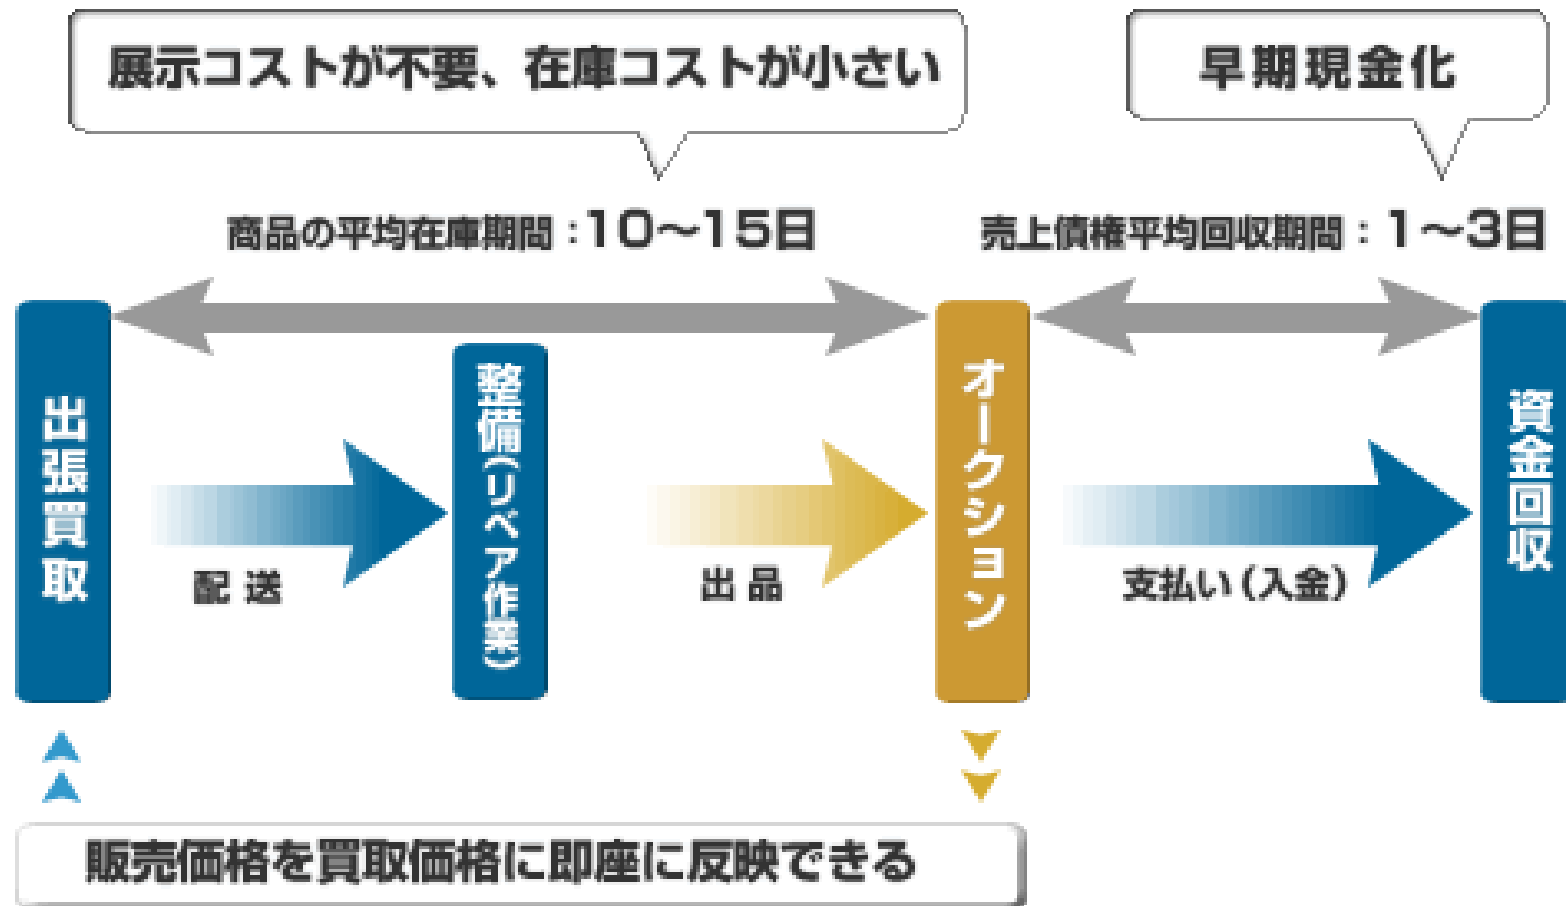 展示コストが不要、在庫コストが小さい
早期現金化
商品の平均在庫期間：10〜15日
売上債権平均回収期間：1〜3日
出張買取
配送
整備(リペア作業)
出品
オークション
支払い(入金)
資金回収
販売価格を買取価格に即座に反映できる